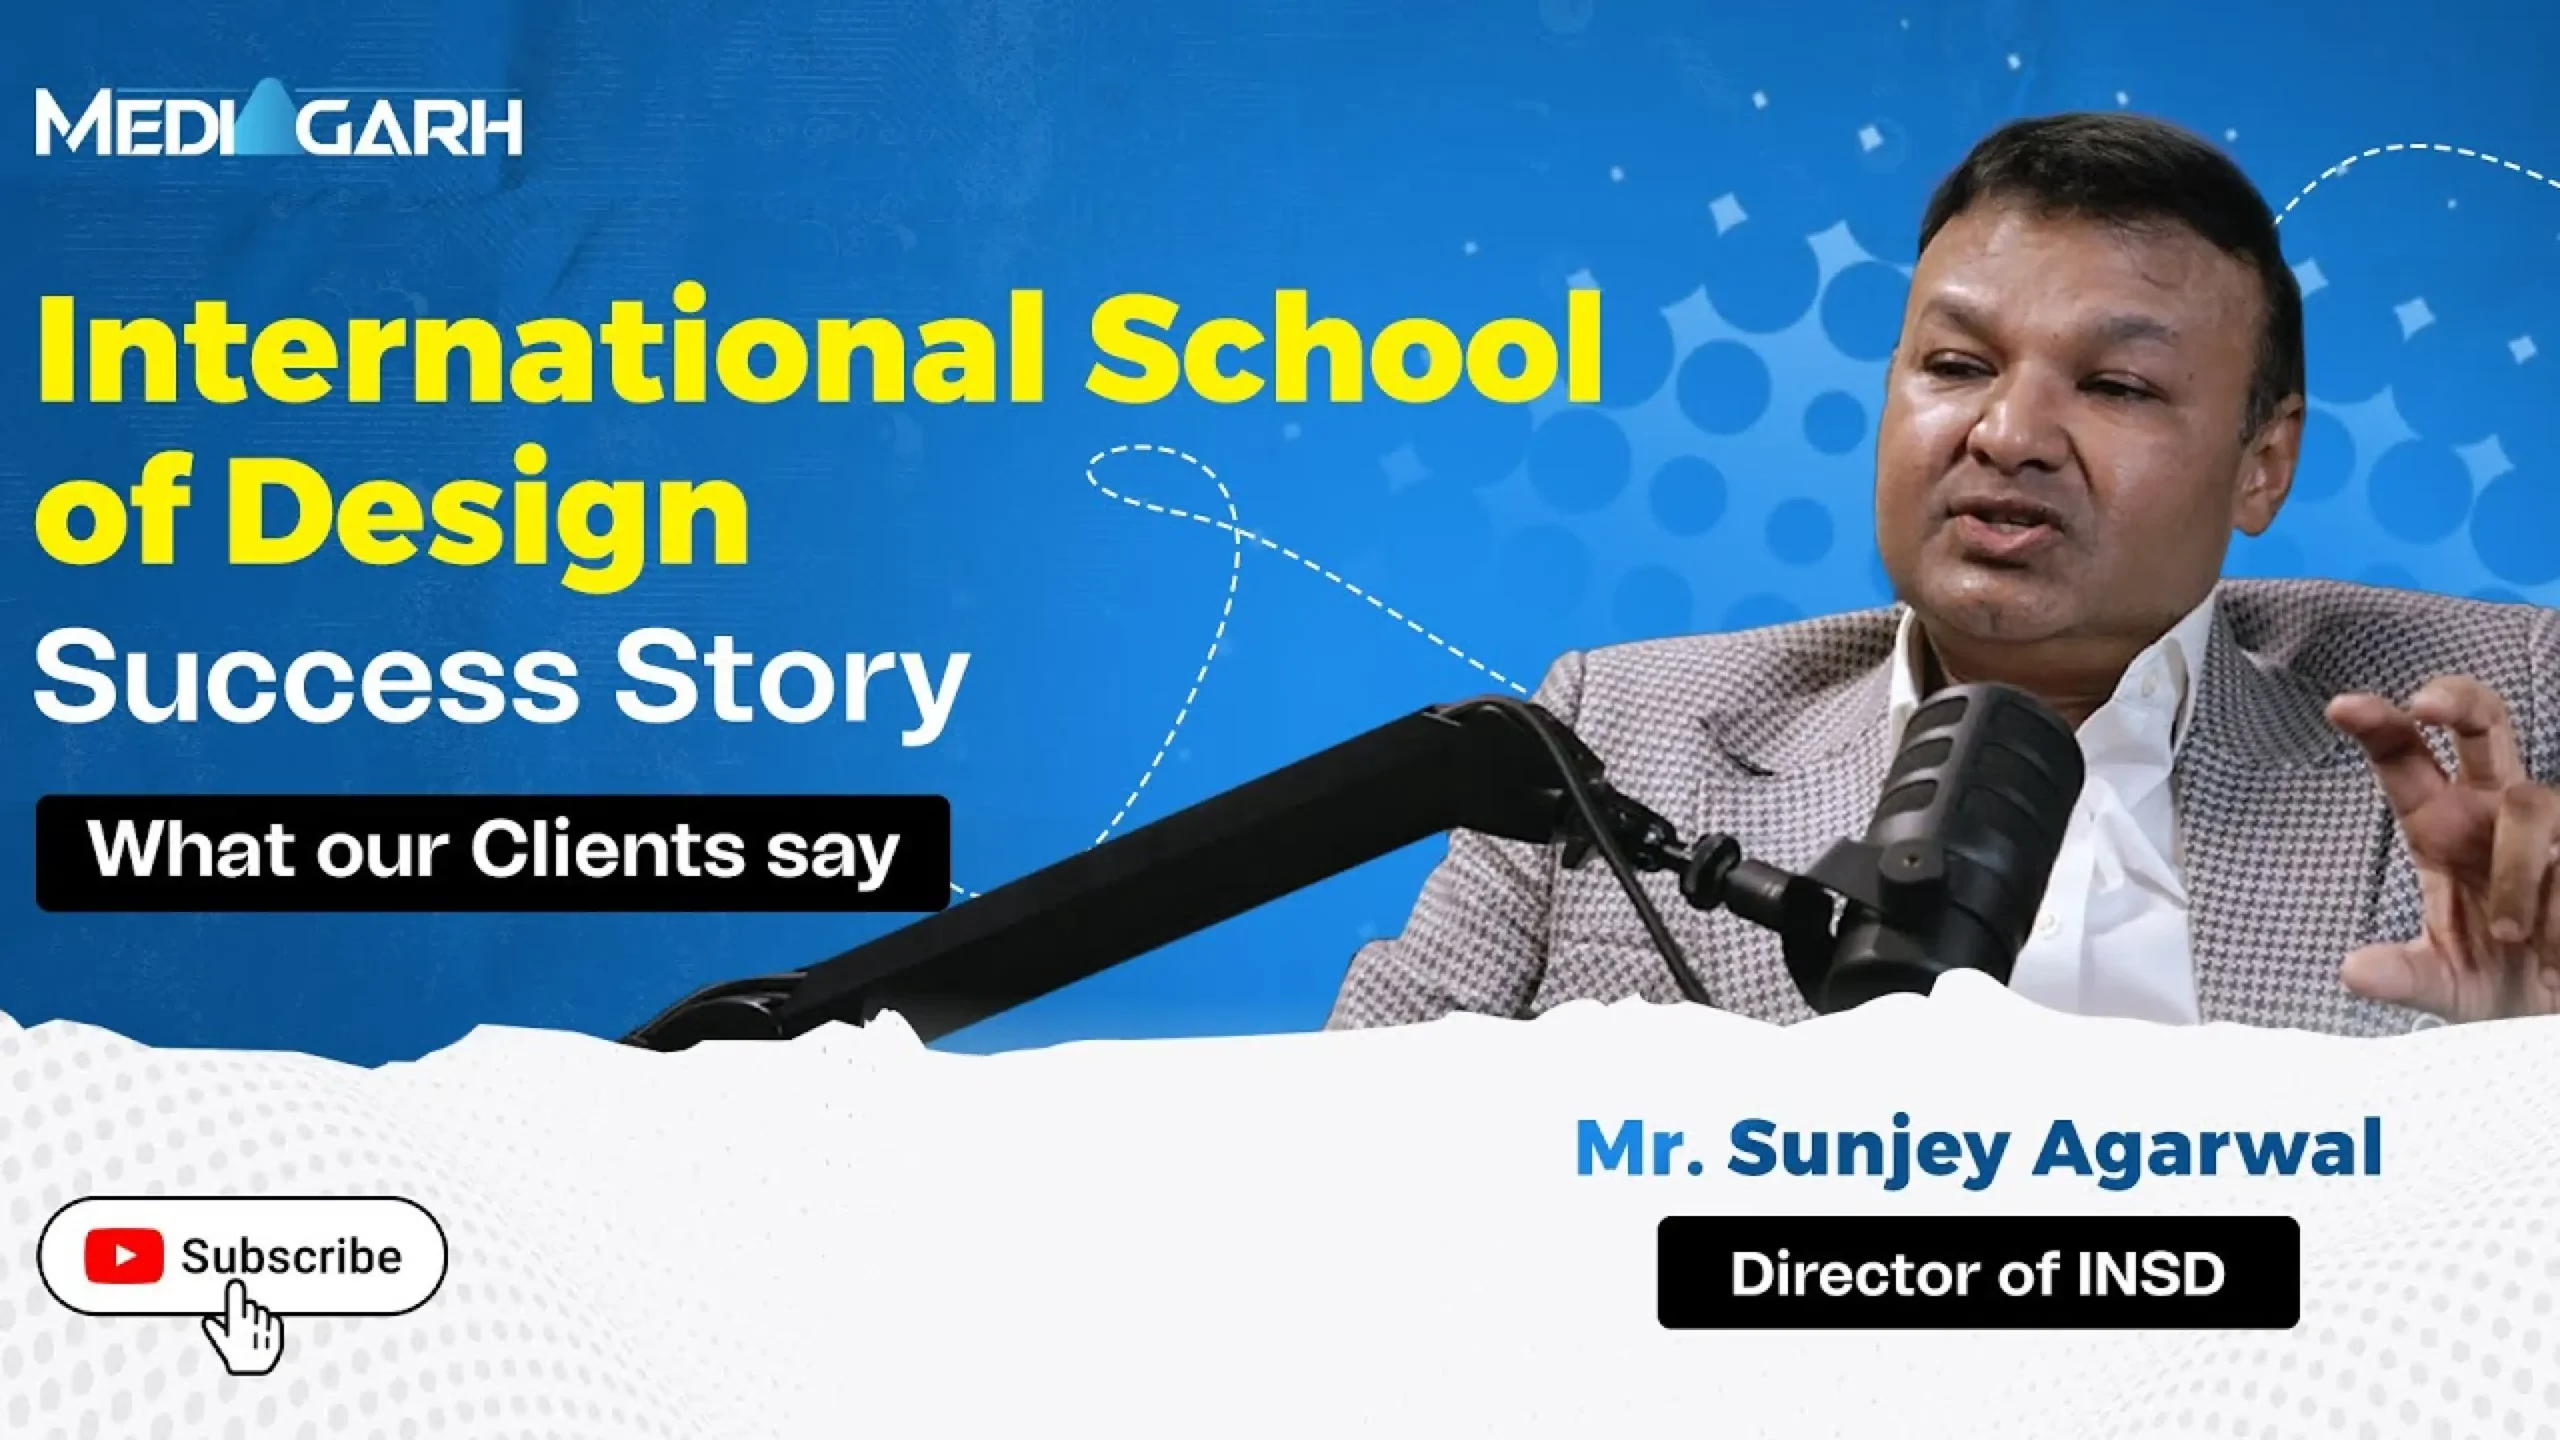 MEDIAGARH
International School
of Design
Success Story
What our Clients say
Mr. Sunjey Agarwal
Director of INSD
Subscribe